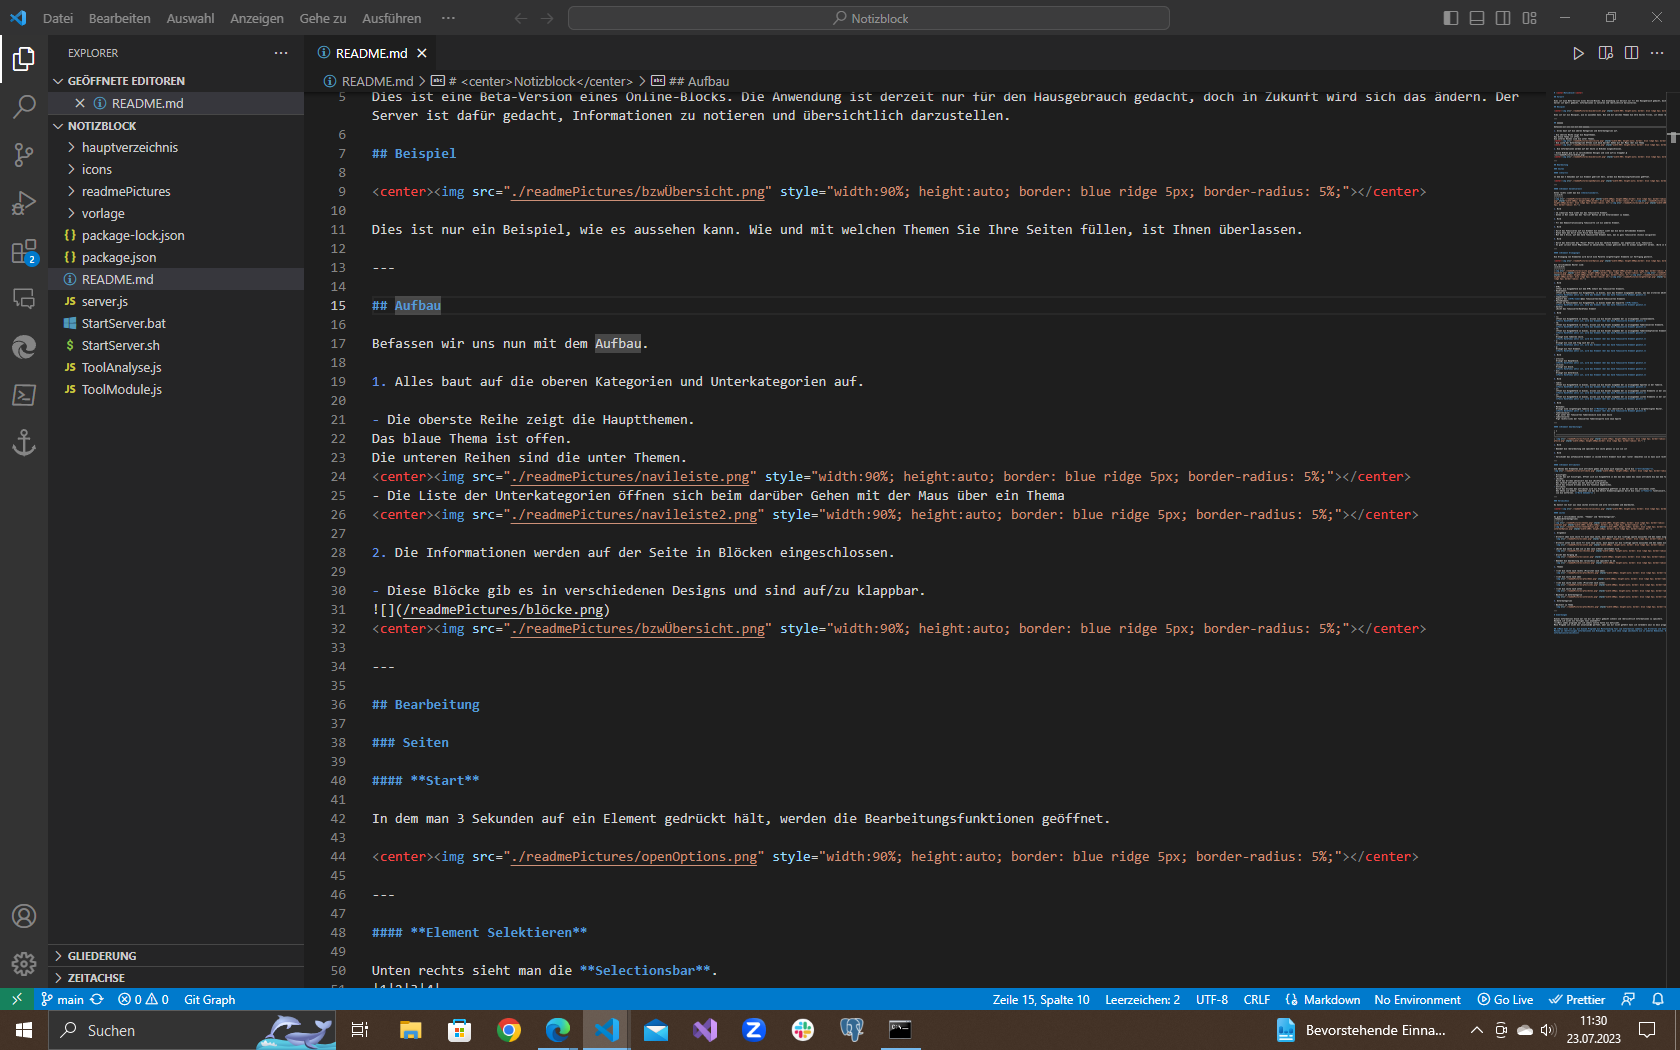 Datei Bearbeiten Auswahl Anzeigen Gehe zu Ausführen ··· Notizblock
EXPLORER ···
README.md
GEÖFFNETE EDITOREN
README.md
NOTIZBLOCK
hauptverzeichnis
icons
readmePictures
vorlage
{} package-lock.json
{} package.json
README.md
JS server.js
StartServer.bat
$ StartServer.sh
JS ToolAnalyse.js
JS ToolModule.js
2
GLIEDERUNG
ZEITACHSE
README.md > # <center>Notizblock</center> > ## Aufbau
5 Dies ist eine Beta-Version eines Online-Blocks. Die Anwendung ist derzeit nur für den Hausgebrauch gedacht, doch in Zukunft wird sich das ändern. Der
Server ist dafür gedacht, Informationen zu notieren und übersichtlich darzustellen.
6
7 ## Beispiel
8
9 <center><img src="./readmePictures/bzwÜbersicht.png" style="width:90%; height:auto; border: blue ridge 5px; border-radius: 5%;"></center>
10
11 Dies ist nur ein Beispiel, wie es aussehen kann. Wie und mit welchen Themen Sie Ihre Seiten füllen, ist Ihnen überlassen.
12
13 ---
14
15 ## Aufbau
16
17 Befassen wir uns nun mit dem Aufbau.
18
19 1. Alles baut auf die oberen Kategorien und Unterkategorien auf.
20
21 - Die oberste Reihe zeigt die Hauptthemen.
22 Das blaue Thema ist offen.
23 Die unteren Reihen sind die unter Themen.
24 <center><img src="./readmePictures/navileiste.png" style="width:90%; height:auto; border: blue ridge 5px; border-radius: 5%;"></center>
25 - Die Liste der Unterkategorien öffnen sich beim darüber Gehen mit der Maus über ein Thema
26 <center><img src="./readmePictures/navileiste2.png" style="width:90%; height:auto; border: blue ridge 5px; border-radius: 5%;"></center>
27
28 2. Die Informationen werden auf der Seite in Blöcken eingeschlossen.
29
30 - Diese Blöcke gib es in verschiedenen Designs und sind auf/zu klappbar.
31 ![](/readmePictures/blöcke.png)
32 <center><img src="./readmePictures/bzwÜbersicht.png" style="width:90%; height:auto; border: blue ridge 5px; border-radius: 5%;"></center>
33
34 ---
35
36 ## Bearbeitung
37
38 ### Seiten
39
40 #### **Start**
41
42 In dem man 3 Sekunden auf ein Element gedrückt hält, werden die Bearbeitungsfunktionen geöffnet.
43
44 <center><img src="./readmePictures/openOptions.png" style="width:90%; height:auto; border: blue ridge 5px; border-radius: 5%;"></center>
45
46 ---
47
48 #### **Element Selektieren**
49
50 Unten rechts sieht man die **Selectionsbar**.
51 |1|2|3|4|
main 0 0 Git Graph Zeile 15, Spalte 10 Leerzeichen: 2 UTF-8 CRLF {} Markdown No Environment Go Live Prettier
Suchen Bevorstehende Einna... 11:30
23.07.2023